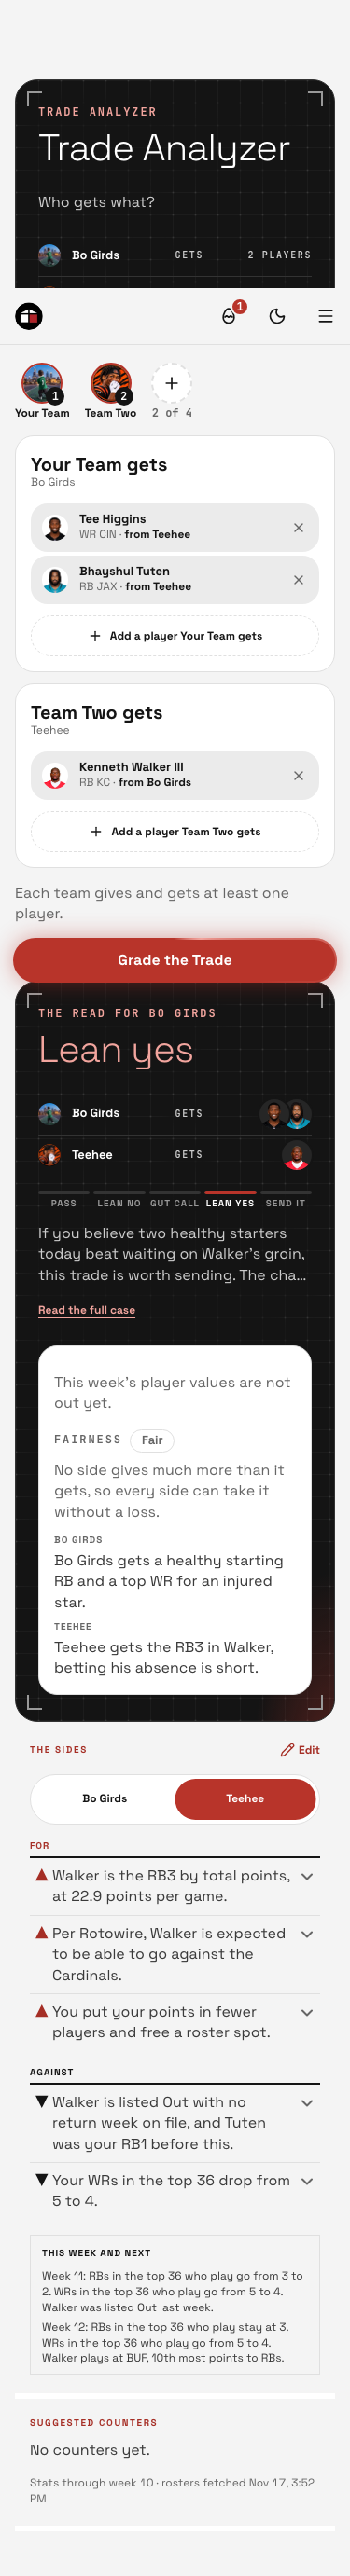 TRADE ANALYZER
Trade Analyzer
Who gets what?
Bo Girds GETS 2 PLAYERS
1
1 2
Your Team Team Two 2 of 4
Your Team gets
Bo Girds
Tee Higgins
WR CIN · from Teehee
Bhayshul Tuten
RB JAX · from Teehee
Add a player Your Team gets
Team Two gets
Teehee
Kenneth Walker III
RB KC · from Bo Girds
Add a player Team Two gets
Each team gives and gets at least one
player.
Grade the Trade
THE READ FOR BO GIRDS
Lean yes
Bo Girds GETS
Teehee GETS
PASS LEAN NO GUT CALL LEAN YES SEND IT
If you believe two healthy starters
today beat waiting on Walker's groin,
this trade is worth sending. The cha...
Read the full case
This week's player values are not
out yet.
FAIRNESS Fair
No side gives much more than it
gets, so every side can take it
without a loss.
BO GIRDS
Bo Girds gets a healthy starting
RB and a top WR for an injured
star.
TEEHEE
Teehee gets the RB3 in Walker,
betting his absence is short.
THE SIDES Edit
Bo Girds Teehee
FOR
Walker is the RB3 by total points,
at 22.9 points per game.
Per Rotowire, Walker is expected
to be able to go against the
Cardinals.
You put your points in fewer
players and free a roster spot.
AGAINST
Walker is listed Out with no
return week on file, and Tuten
was your RB1 before this.
Your WRs in the top 36 drop from
5 to 4.
THIS WEEK AND NEXT
Week 11: RBs in the top 36 who play go from 3 to
2. WRs in the top 36 who play go from 5 to 4.
Walker was listed Out last week.
Week 12: RBs in the top 36 who play stay at 3.
WRs in the top 36 who play go from 5 to 4.
Walker plays at BUF, 10th most points to RBs.
SUGGESTED COUNTERS
No counters yet.
Stats through week 10 · rosters fetched Nov 17, 3:52
PM